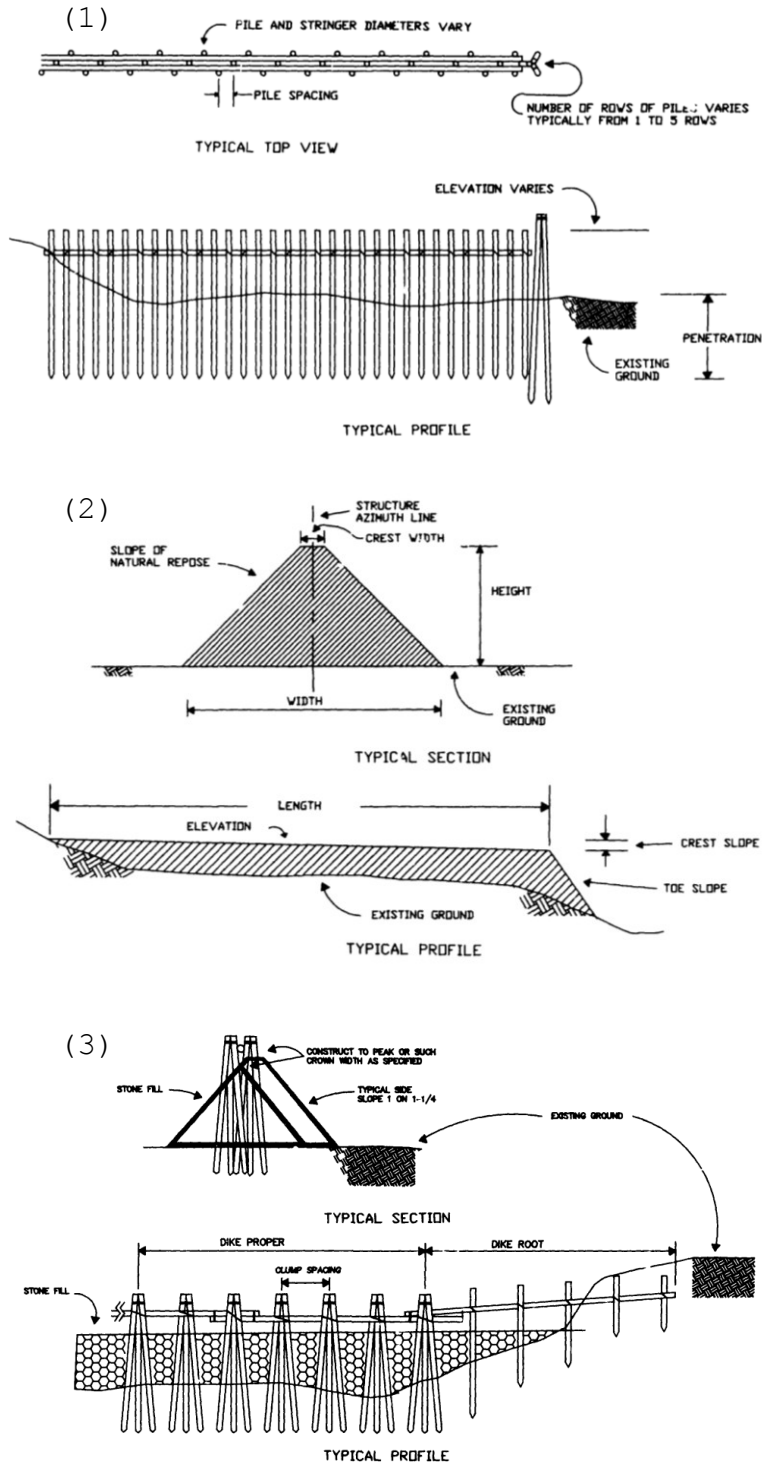 (1)
PILE AND STRINGER DIAMETERS VARY
PILE SPACING
NUMBER OF ROWS OF PILES VARIES
TYPICALLY FROM 1 TO 5 ROWS
TYPICAL TOP VIEW
ELEVATION VARIES
PENETRATION
EXISTING
GROUND
TYPICAL PROFILE
(2)
STRUCTURE
AZIMUTH LINE
CREST WIDTH
SLOPE OF
NATURAL REPOSE
HEIGHT
WIDTH
EXISTING
GROUND
TYPICAL SECTION
LENGTH
ELEVATION
CREST SLOPE
TOE SLOPE
EXISTING GROUND
TYPICAL PROFILE
(3)
CONSTRUCT TO PEAK OR SUCH
CROWN WIDTH AS SPECIFIED
STONE FILL
TYPICAL SIDE
SLOPE 1 ON 1-1/4
EXISTING GROUND
TYPICAL SECTION
DIKE PROPER
DIKE ROOT
CLUMP SPACING
STONE FILL
TYPICAL PROFILE